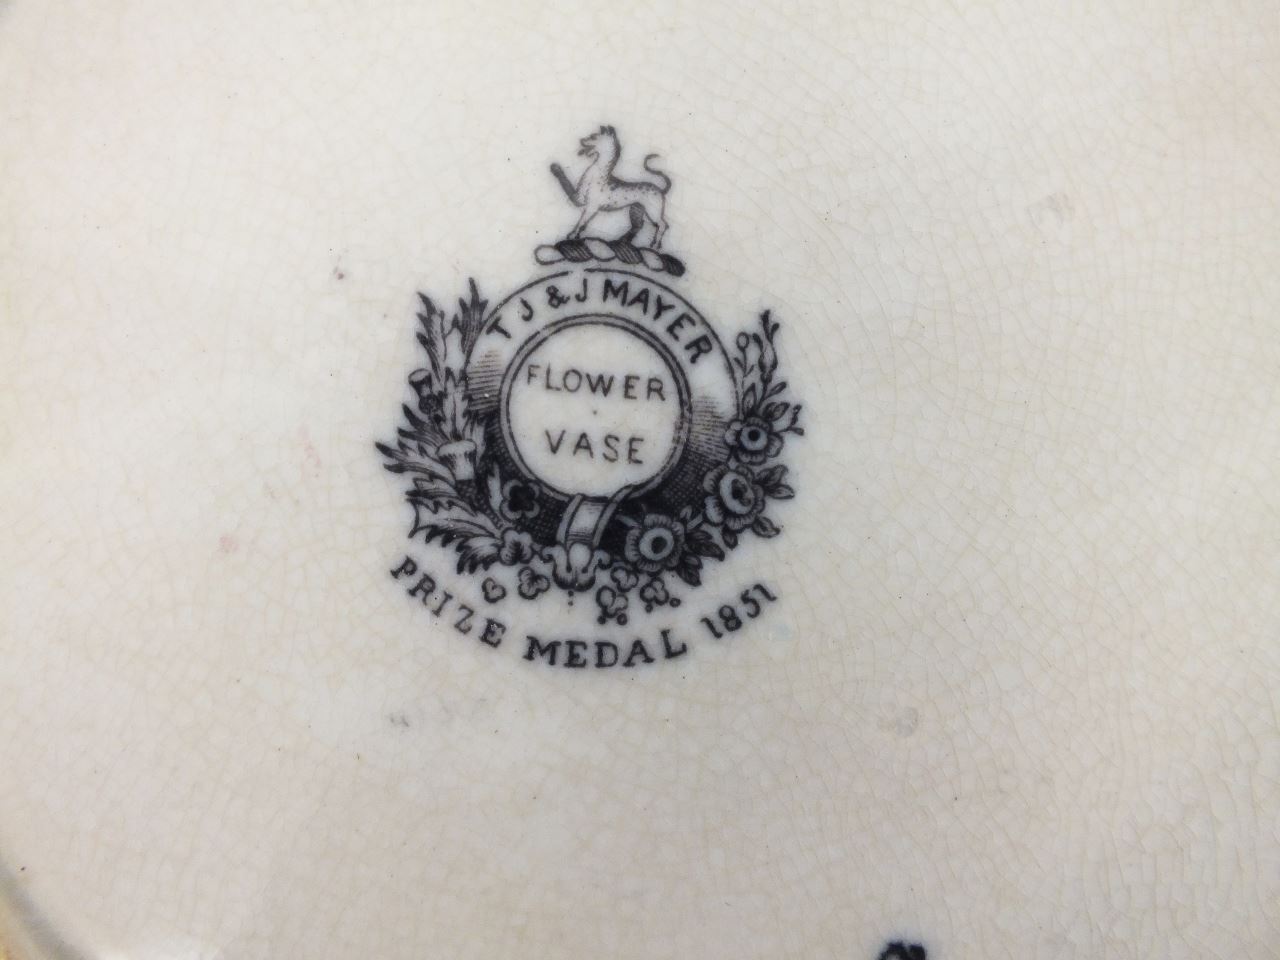 T J & J MAYER
FLOWER
VASE
PRIZE MEDAL 1851